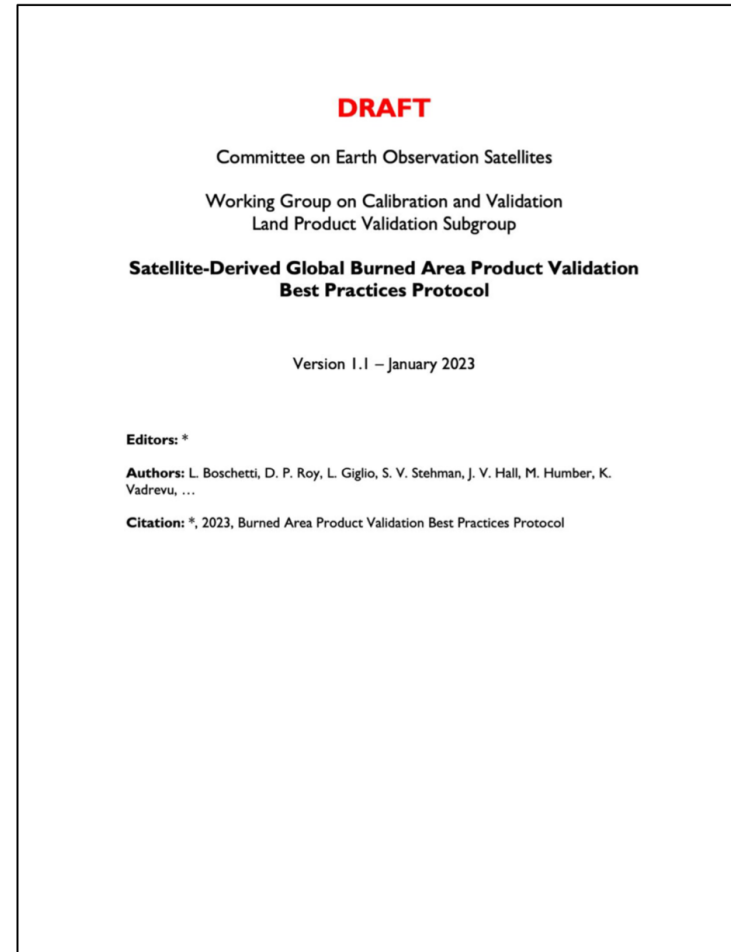 DRAFT
Committee on Earth Observation Satellites
Working Group on Calibration and Validation
Land Product Validation Subgroup
Satellite-Derived Global Burned Area Product Validation
Best Practices Protocol
Version 1.1 – January 2023
Editors: *
Authors: L. Boschetti, D. P. Roy, L. Giglio, S. V. Stehman, J. V. Hall, M. Humber, K.
Vadrevu, …
Citation: *, 2023, Burned Area Product Validation Best Practices Protocol